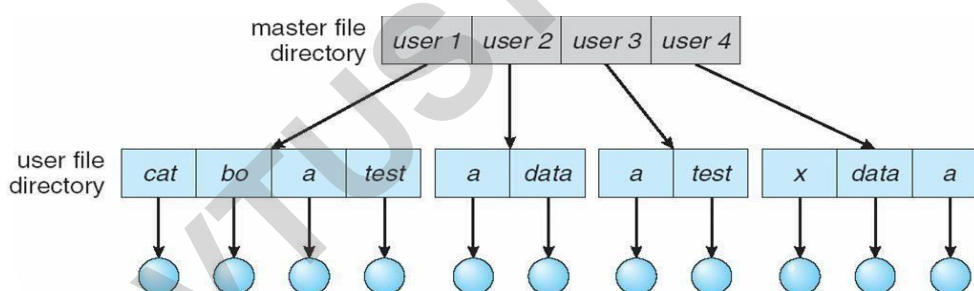 master file
directory
user 1 user 2 user 3 user 4
user file
directory
cat bo a test a data a test x data a